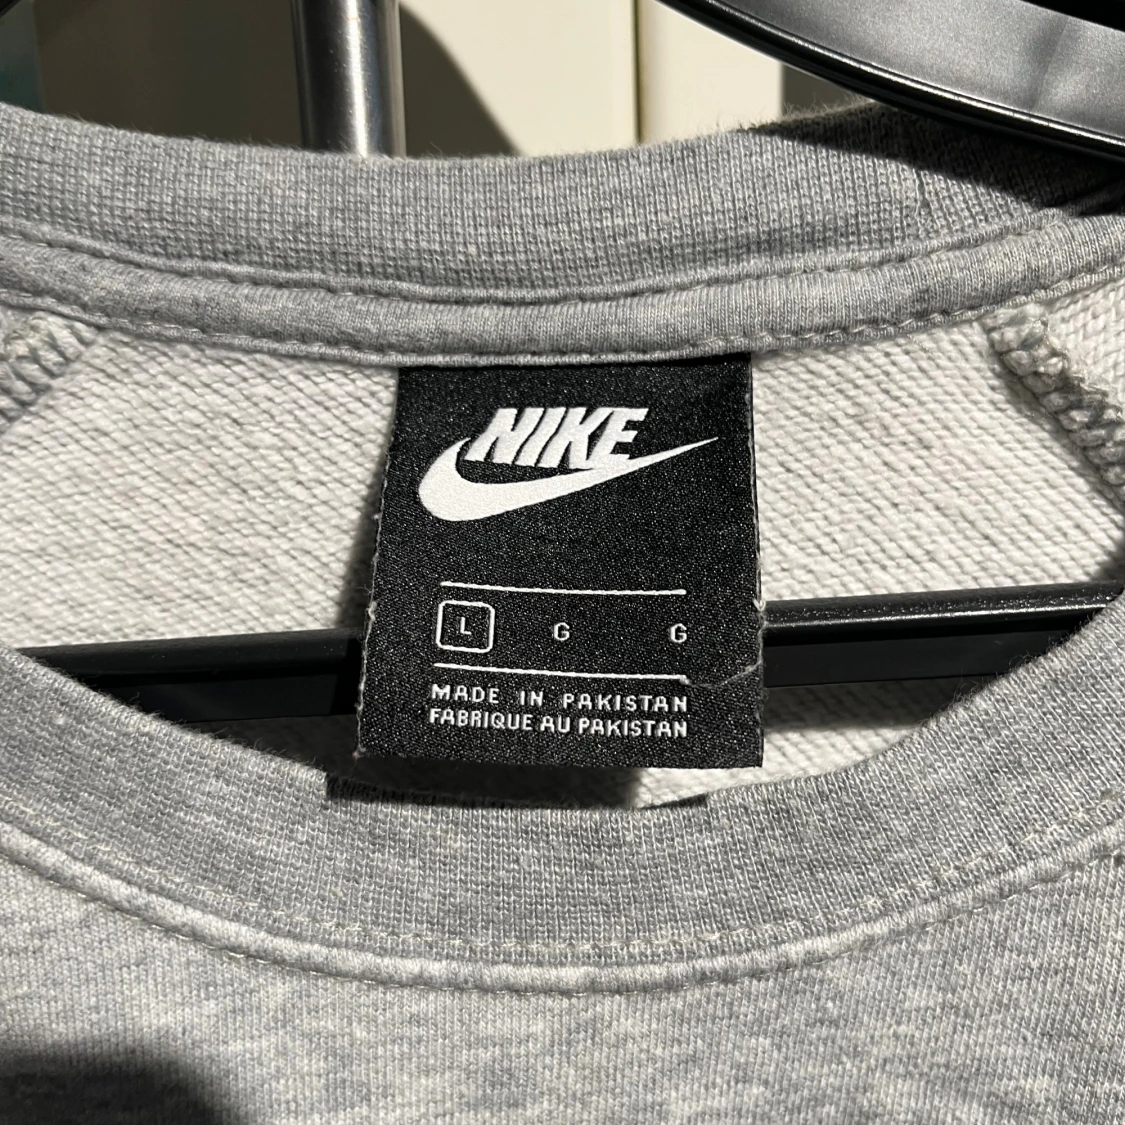 NIKE
L G G
MADE IN PAKISTAN
FABRIQUE AU PAKISTAN